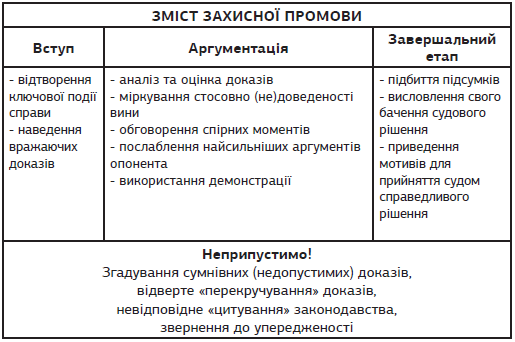 ЗМІСТ ЗАХИСНОЇ ПРОМОВИ
Вступ
Аргументація
Завершальний
етап
- відтворення
ключової події
справи
- наведення
вражаючих
доказів
- аналіз та оцінка доказів
- міркування стосовно (не)доведеності
вини
- обговорення спірних моментів
- послаблення найсильніших аргументів
опонента
- використання демонстрації
- підбиття підсумків
- висловлення свого
бачення судового
рішення
- приведення
мотивів для
прийняття судом
справедливого
рішення
Неприпустимо!
Згадування сумнівних (недопустимих) доказів,
відверте «перекручування» доказів,
невідповідне «цитування» законодавства,
звернення до упередженості